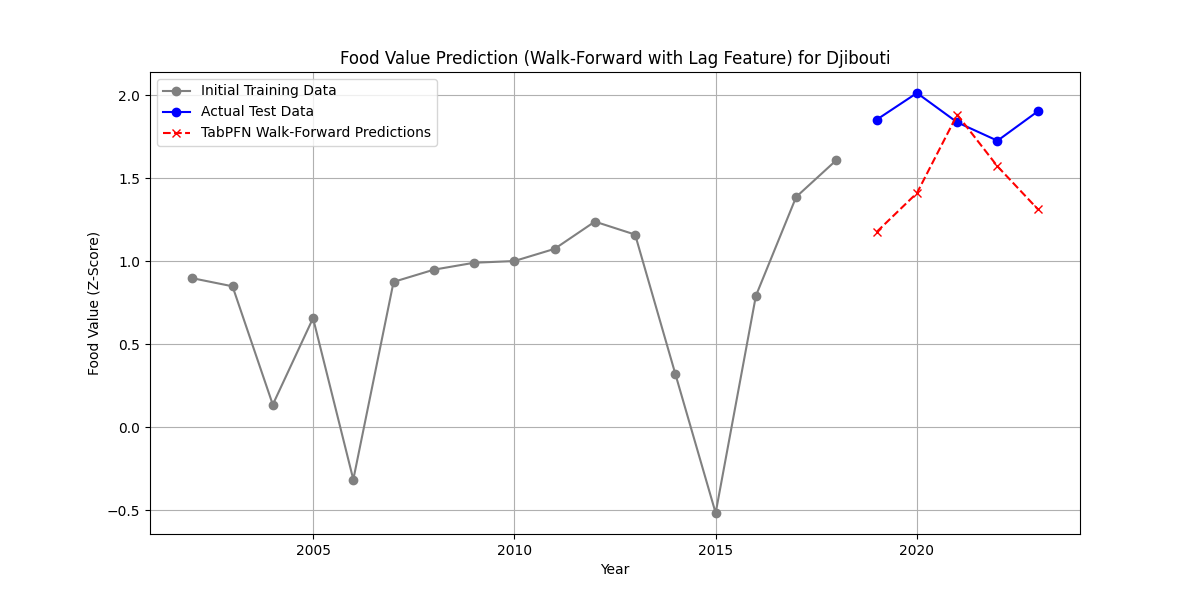 Food Value Prediction (Walk-Forward with Lag Feature) for Djibouti
Initial Training Data
Actual Test Data
TabPFN Walk-Forward Predictions
Food Value (Z-Score)
2.0
1.5
1.0
0.5
0.0
−0.5
2005 2010 2015 2020
Year